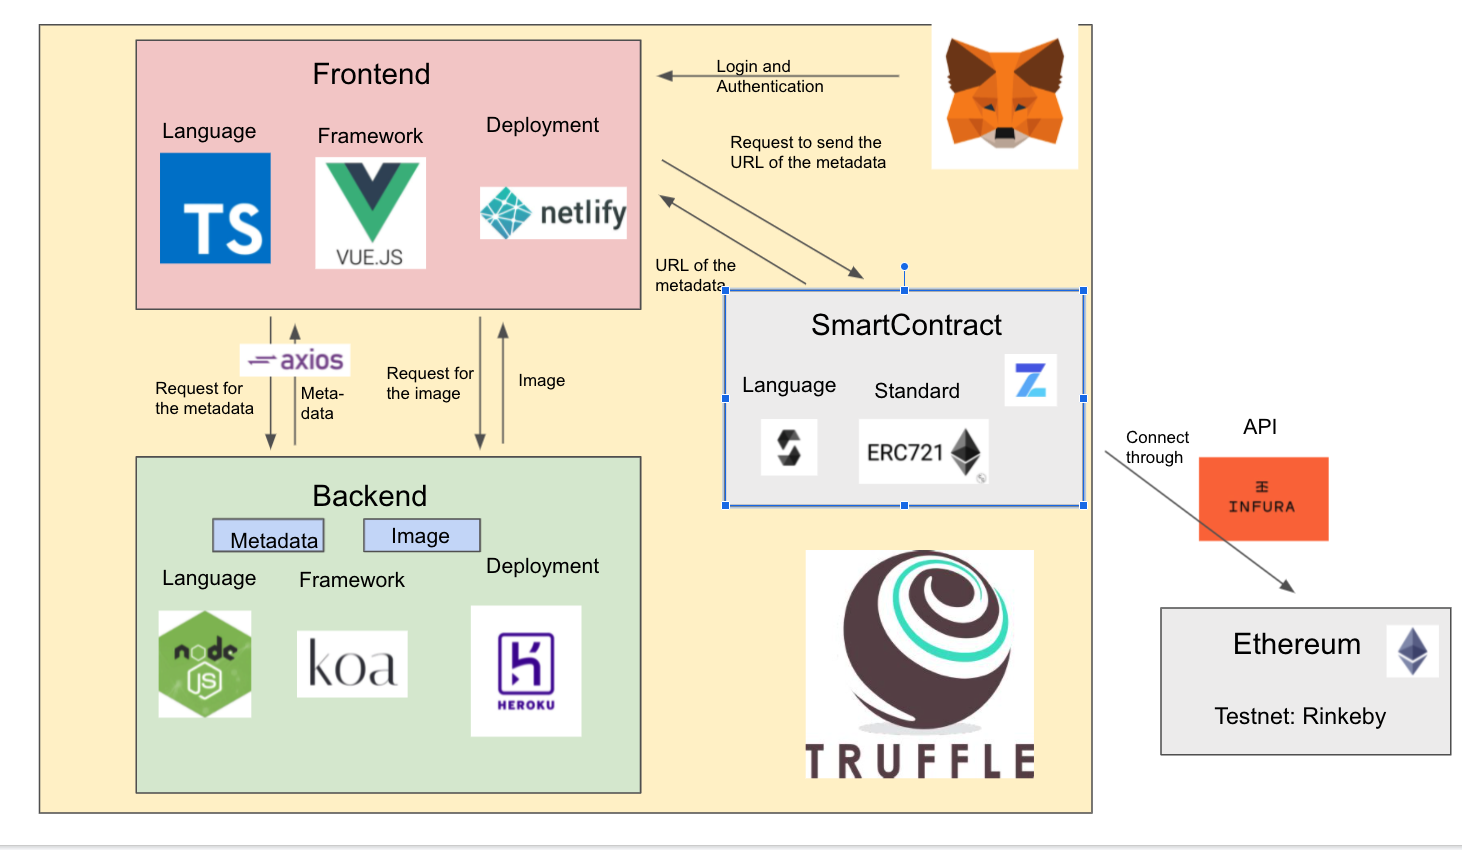 Frontend
Language
Framework
Deployment
TS
VUE.JS
netlify
Login and
Authentication
Request to send the
URL of the metadata
URL of the
metadata
SmartContract
Language
Standard
ERC721
axios
Request for
the metadata
Meta-
data
Request for
the image
Image
Backend
Metadata
Image
Language
Framework
Deployment
node
JS
koa
HEROKU
TRUFFLE
Connect
through
API
INFURA
Ethereum
Testnet: Rinkeby